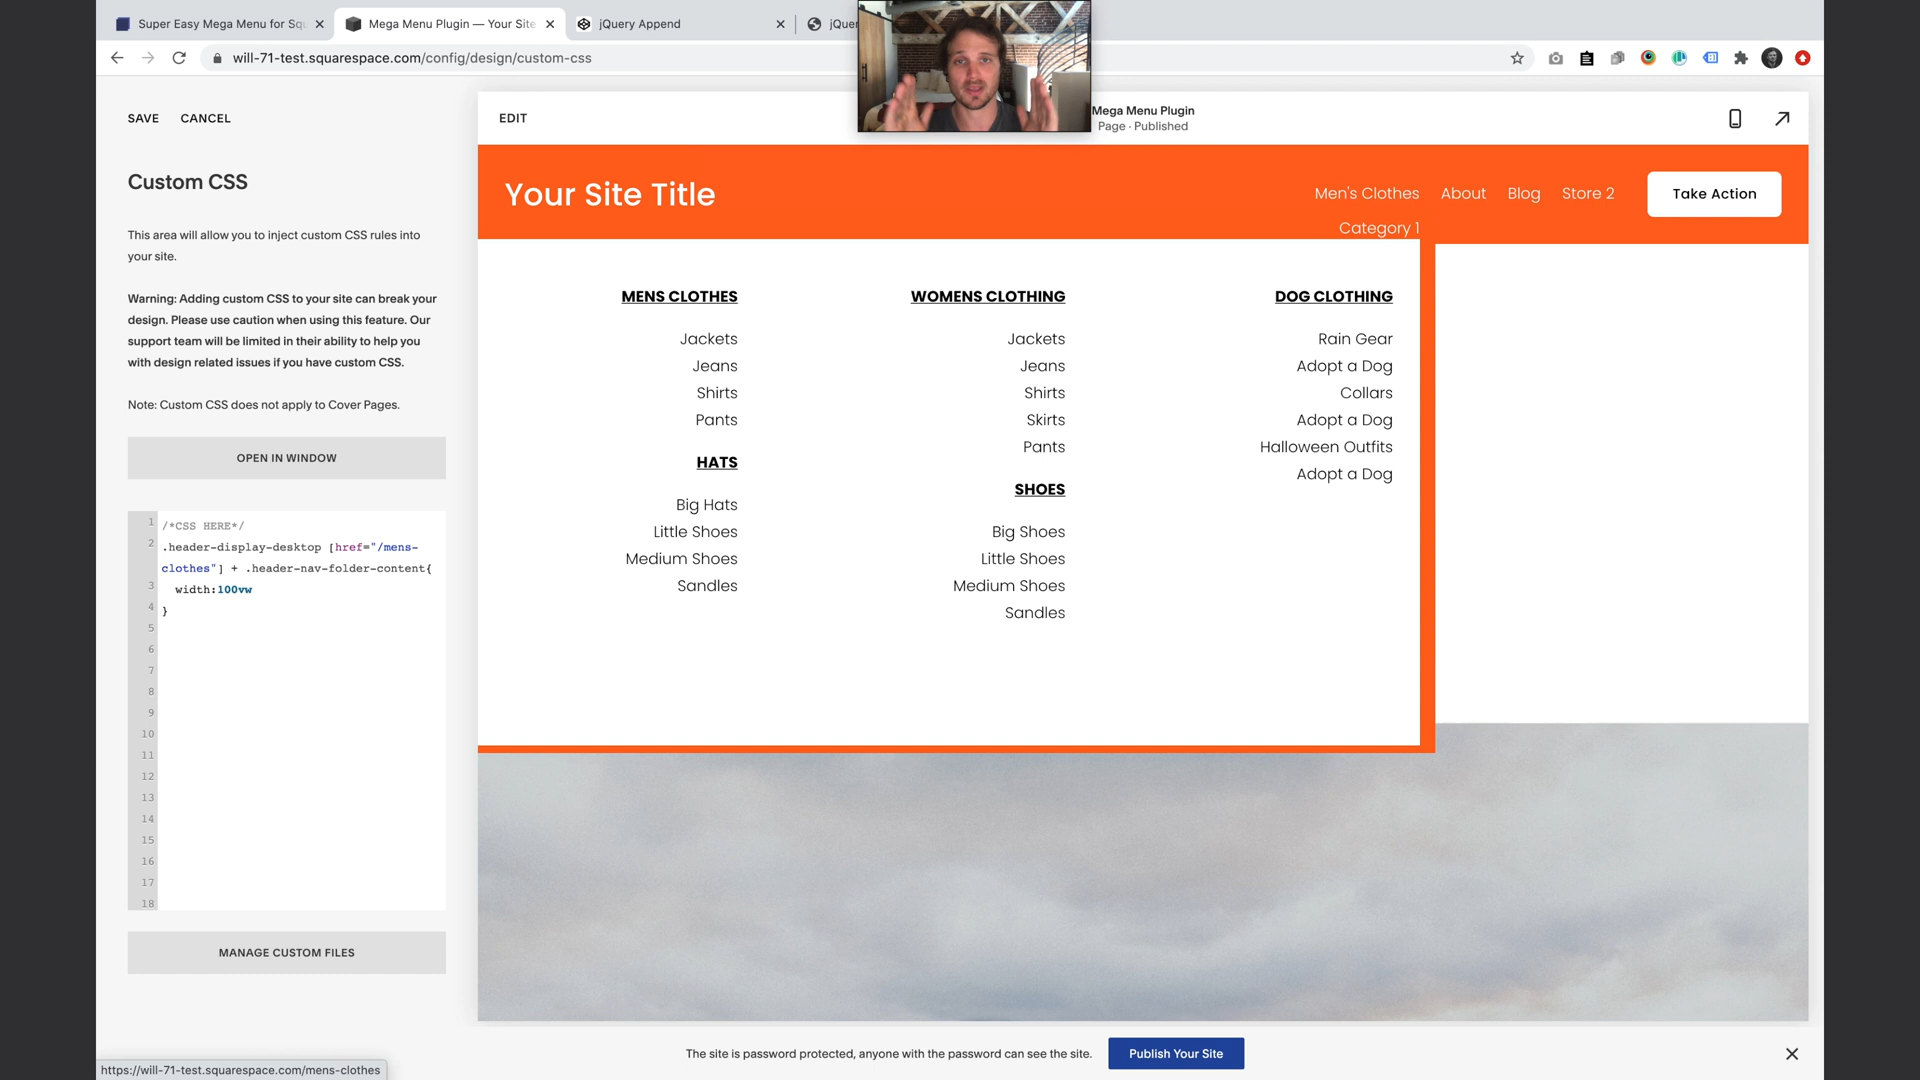 Super Easy Mega Menu for Squ
Mega Menu Plugin — Your Site
jQuery Append
jQuer
will-71-test.squarespace.com/config/design/custom-css
SAVE
CANCEL
EDIT
Mega Menu Plugin
Page · Published
Custom CSS
This area will allow you to inject custom CSS rules into
your site.
Warning: Adding custom CSS to your site can break your
design. Please use caution when using this feature. Our
support team will be limited in their ability to help you
with design related issues if you have custom CSS.
Note: Custom CSS does not apply to Cover Pages.
OPEN IN WINDOW
1 /*CSS HERE*/
2 .header-display-desktop [href="/mens-
clothes"] + .header-nav-folder-content{
3 width:100vw
4 }
5
6
7
8
9
10
11
12
13
14
15
16
17
18
MANAGE CUSTOM FILES
Your Site Title
Men's Clothes
About
Blog
Store 2
Take Action
Category 1
MENS CLOTHES
Jackets
Jeans
Shirts
Pants
HATS
Big Hats
Little Shoes
Medium Shoes
Sandles
WOMENS CLOTHING
Jackets
Jeans
Shirts
Skirts
Pants
SHOES
Big Shoes
Little Shoes
Medium Shoes
Sandles
DOG CLOTHING
Rain Gear
Adopt a Dog
Collars
Adopt a Dog
Halloween Outfits
Adopt a Dog
The site is password protected, anyone with the password can see the site.
Publish Your Site
https://will-71-test.squarespace.com/mens-clothes